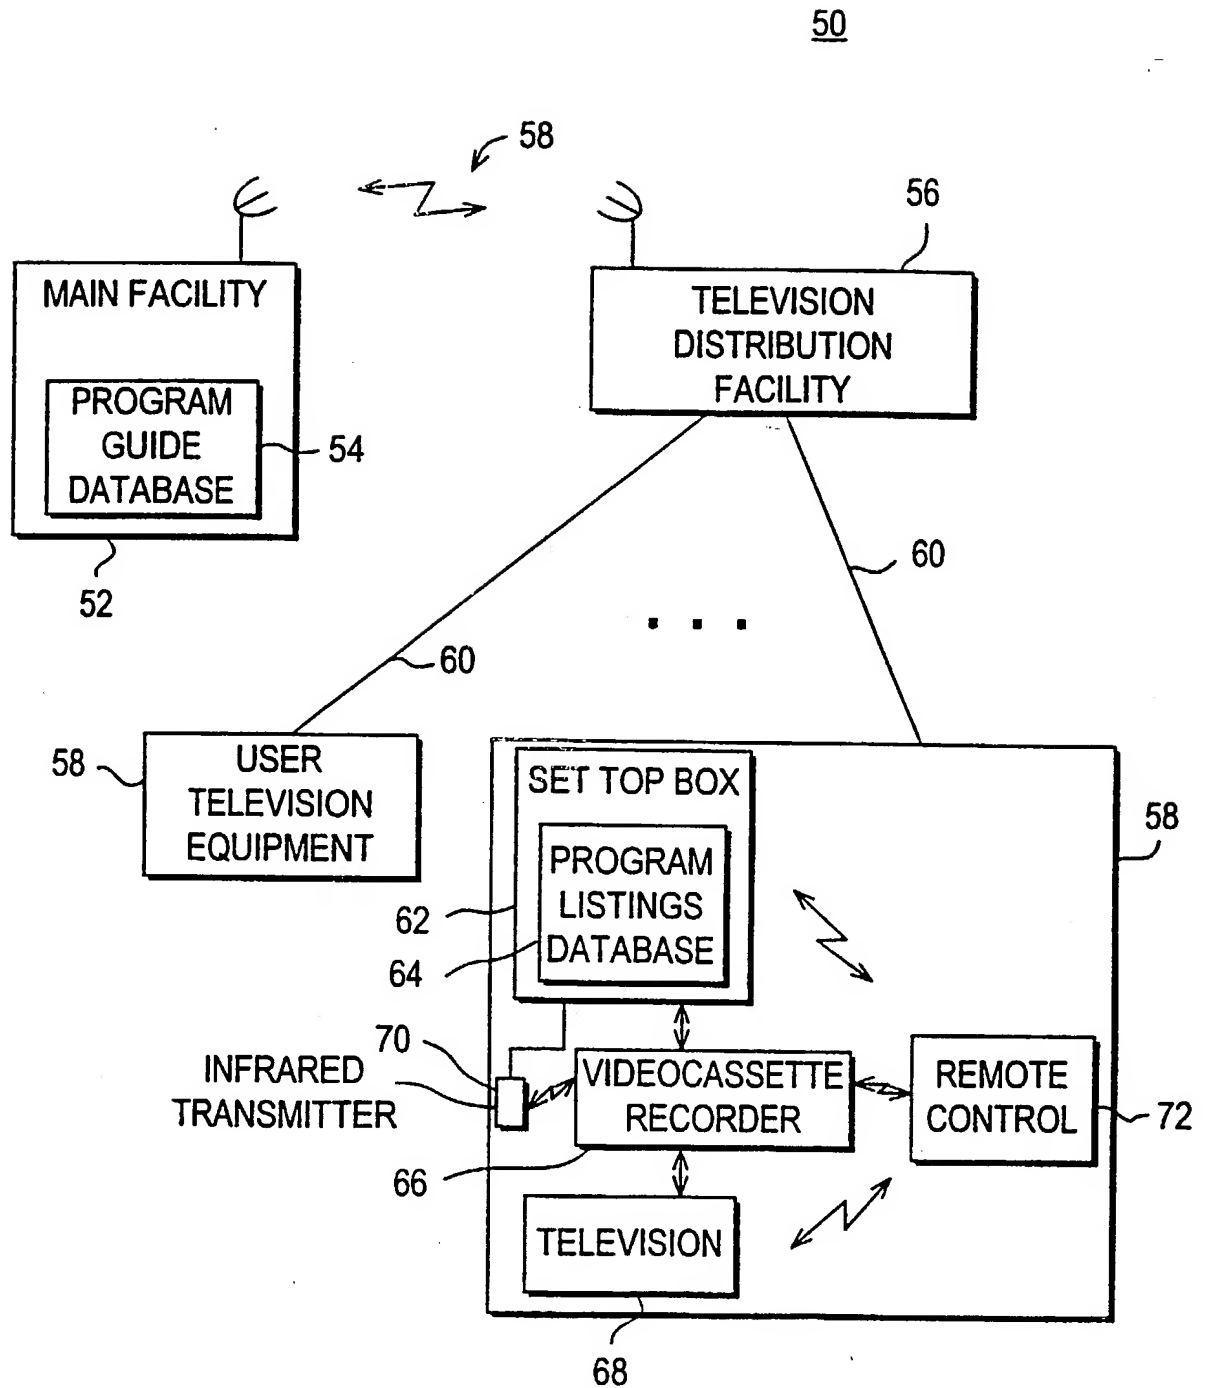 50
58
56
MAIN FACILITY
PROGRAM
GUIDE
DATABASE
54
52
TELEVISION
DISTRIBUTION
FACILITY
60
60
58
USER
TELEVISION
EQUIPMENT
SET TOP BOX
PROGRAM
LISTINGS
DATABASE
62
64
58
70
INFRARED
TRANSMITTER
VIDEOCASSETTE
RECORDER
66
REMOTE
CONTROL
72
TELEVISION
68